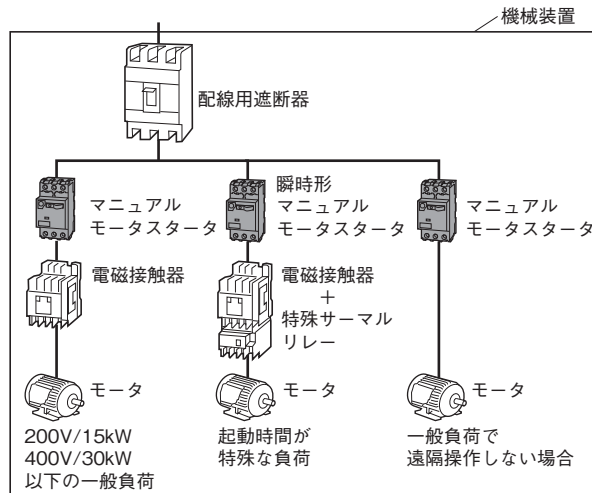 機械装置
配線用遮断器
マニュアル
モータスタータ
瞬時形
マニュアル
モータスタータ
マニュアル
モータスタータ
電磁接触器
電磁接触器
+
特殊サーマル
リレー
モータ
モータ
モータ
200V/15kW
400V/30kW
以下の一般負荷
起動時間が
特殊な負荷
一般負荷で
遠隔操作しない場合